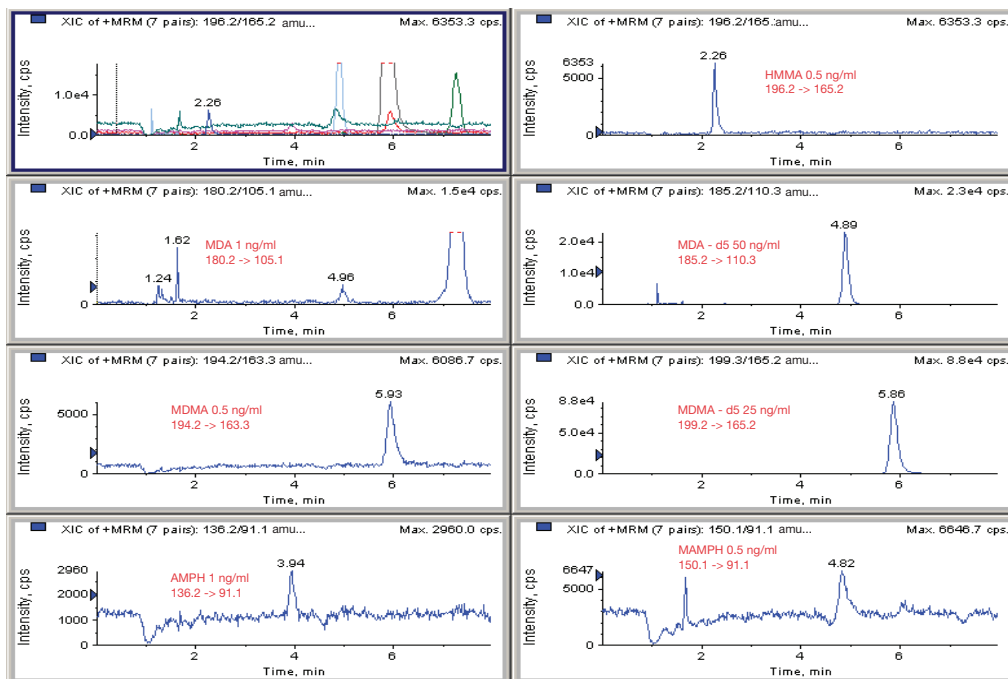 XIC of +MRM (7 pairs): 196.2/165.2 amu... Max. 6353.3 cps.
Intensity, cps
1.0e4
0.0
2.26
2 4 6
Time, min
XIC of +MRM (7 pairs): 196.2/165.2 amu... Max. 6353.3 cps.
Intensity, cps
6353
5000
0
2.26
HMMA 0.5 ng/ml
196.2 -> 165.2
2 4 6
Time, min
XIC of +MRM (7 pairs): 180.2/105.1 amu... Max. 1.5e4 cps.
Intensity, cps
0
1.24
1.62
4.96
MDA 1 ng/ml
180.2 -> 105.1
2 4 6
Time, min
XIC of +MRM (7 pairs): 185.2/110.3 amu... Max. 2.3e4 cps.
Intensity, cps
2.0e4
1.0e4
0.0
4.89
MDA - d5 50 ng/ml
185.2 -> 110.3
2 4 6
Time, min
XIC of +MRM (7 pairs): 194.2/163.3 amu... Max. 6086.7 cps.
Intensity, cps
5000
0
5.93
MDMA 0.5 ng/ml
194.2 -> 163.3
2 4 6
Time, min
XIC of +MRM (7 pairs): 199.3/165.2 amu... Max. 8.8e4 cps.
Intensity, cps
8.8e4
5.0e4
0.0
5.86
MDMA - d5 25 ng/ml
199.2 -> 165.2
2 4 6
Time, min
XIC of +MRM (7 pairs): 136.2/91.1 amu... Max. 2960.0 cps.
Intensity, cps
2960
2000
1000
0
3.94
AMPH 1 ng/ml
136.2 -> 91.1
2 4 6
Time, min
XIC of +MRM (7 pairs): 150.1/91.1 amu... Max. 6646.7 cps.
Intensity, cps
6647
5000
0
MAMPH 0.5 ng/ml
150.1 -> 91.1
4.82
2 4 6
Time, min